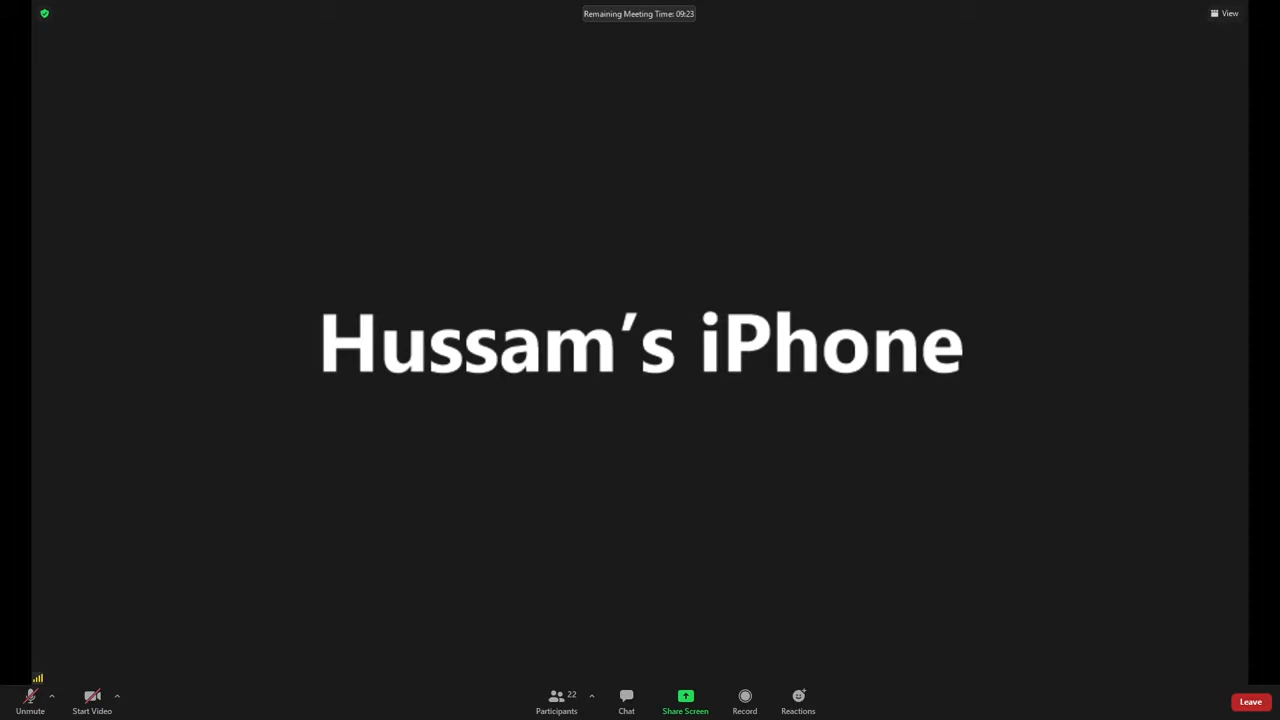 Remaining Meeting Time: 09:23
View
Hussam's iPhone
Unmute
Start Video
22
Participants
Chat
Share Screen
Record
Reactions
Leave